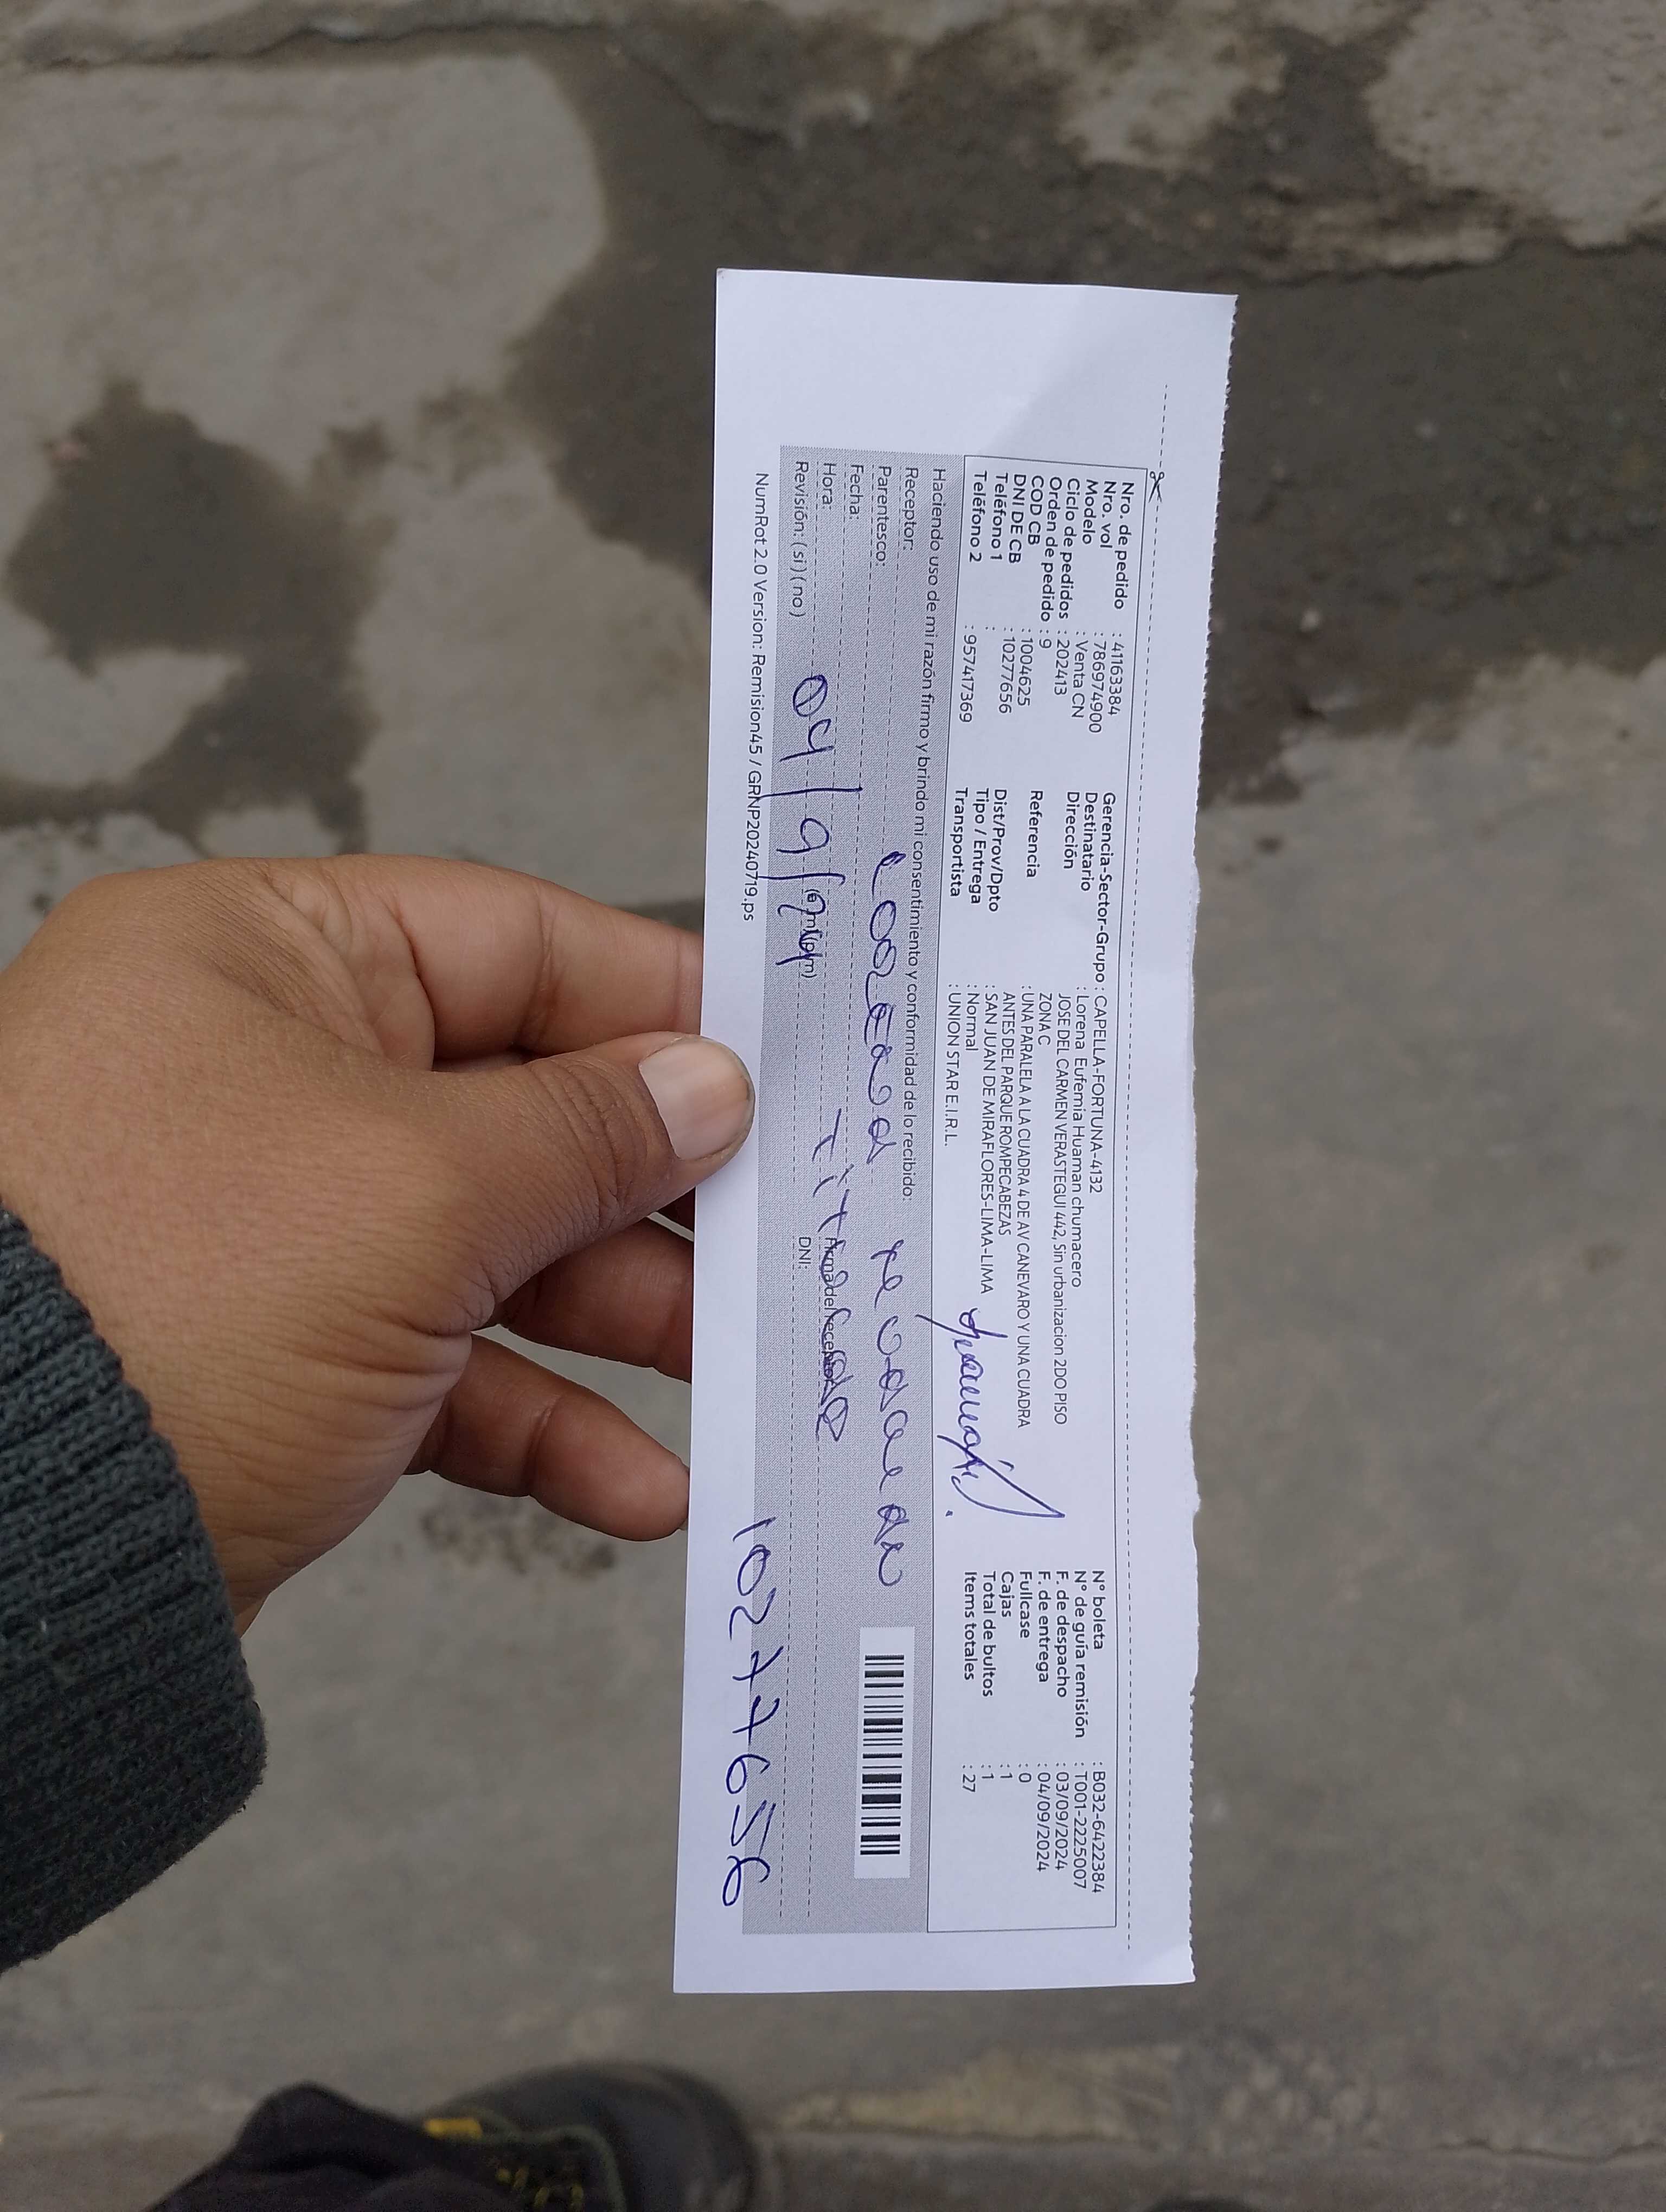 Nro. de pedido : 41163384
Nro. vol : 786974900
Modelo : Venta CN
Ciclo de pedidos : 202413
Orden de pedido : 9
COD CB : 1004625
DNI DE CB : 10277656
Teléfono 1 :
Teléfono 2 : 957417369
Gerencia-Sector-Grupo : CAPELLA-FORTUNA-4132
Destinatario : Lorena Eufemia Huaman chumacero
Dirección JOSE DEL CARMEN VERASTEGUI 442, Sin urbanizacion 2DO PISO
ZONA C
Referencia : UNA PARALELA A LA CUADRA 4 DE AV CANEVARO Y UNA CUADRA
ANTES DEL PARQUE ROMPECABEZAS
Dist/Prov/Dpto : SAN JUAN DE MIRAFLORES-LIMA-LIMA
Tipo / Entrega : Normal
Transportista : UNION STAR E.I.R.L.
N° boleta : B032-6422384
N° de guía remisión : T001-2225007
F. de despacho : 03/09/2024
F. de entrega : 04/09/2024
Fullcase : 0
Cajas : 1
Total de bultos : 1
Items totales : 27
Haciendo uso de mi razón firmo y brindo mi consentimiento y conformidad de lo recibido:
Receptor:
Parentesco:
Fecha:
Hora:
Firma del receptor
Revisión: ( si ) ( no )
04/9/
DNI:
10277656
NumRot 2.0 Version: Remision45 / GRNP20240719.ps